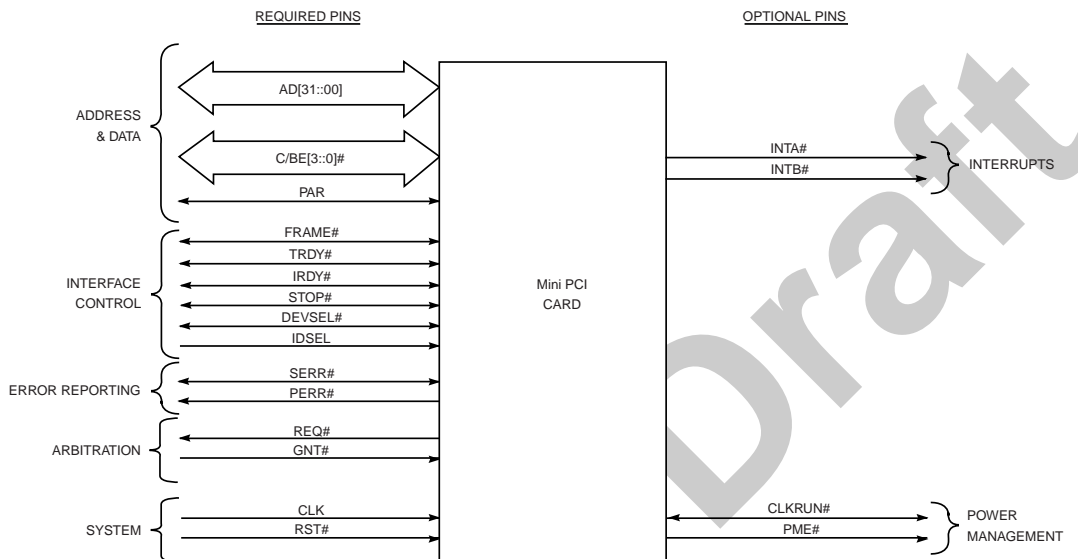 REQUIRED PINS
OPTIONAL PINS
ADDRESS
& DATA
AD[31::00]
C/BE[3::0]#
PAR
INTERFACE
CONTROL
FRAME#
TRDY#
IRDY#
STOP#
DEVSEL#
IDSEL
ERROR REPORTING
SERR#
PERR#
ARBITRATION
REQ#
GNT#
SYSTEM
CLK
RST#
Mini PCI
CARD
INTA#
INTB#
INTERRUPTS
CLKRUN#
PME#
POWER
MANAGEMENT
Draft